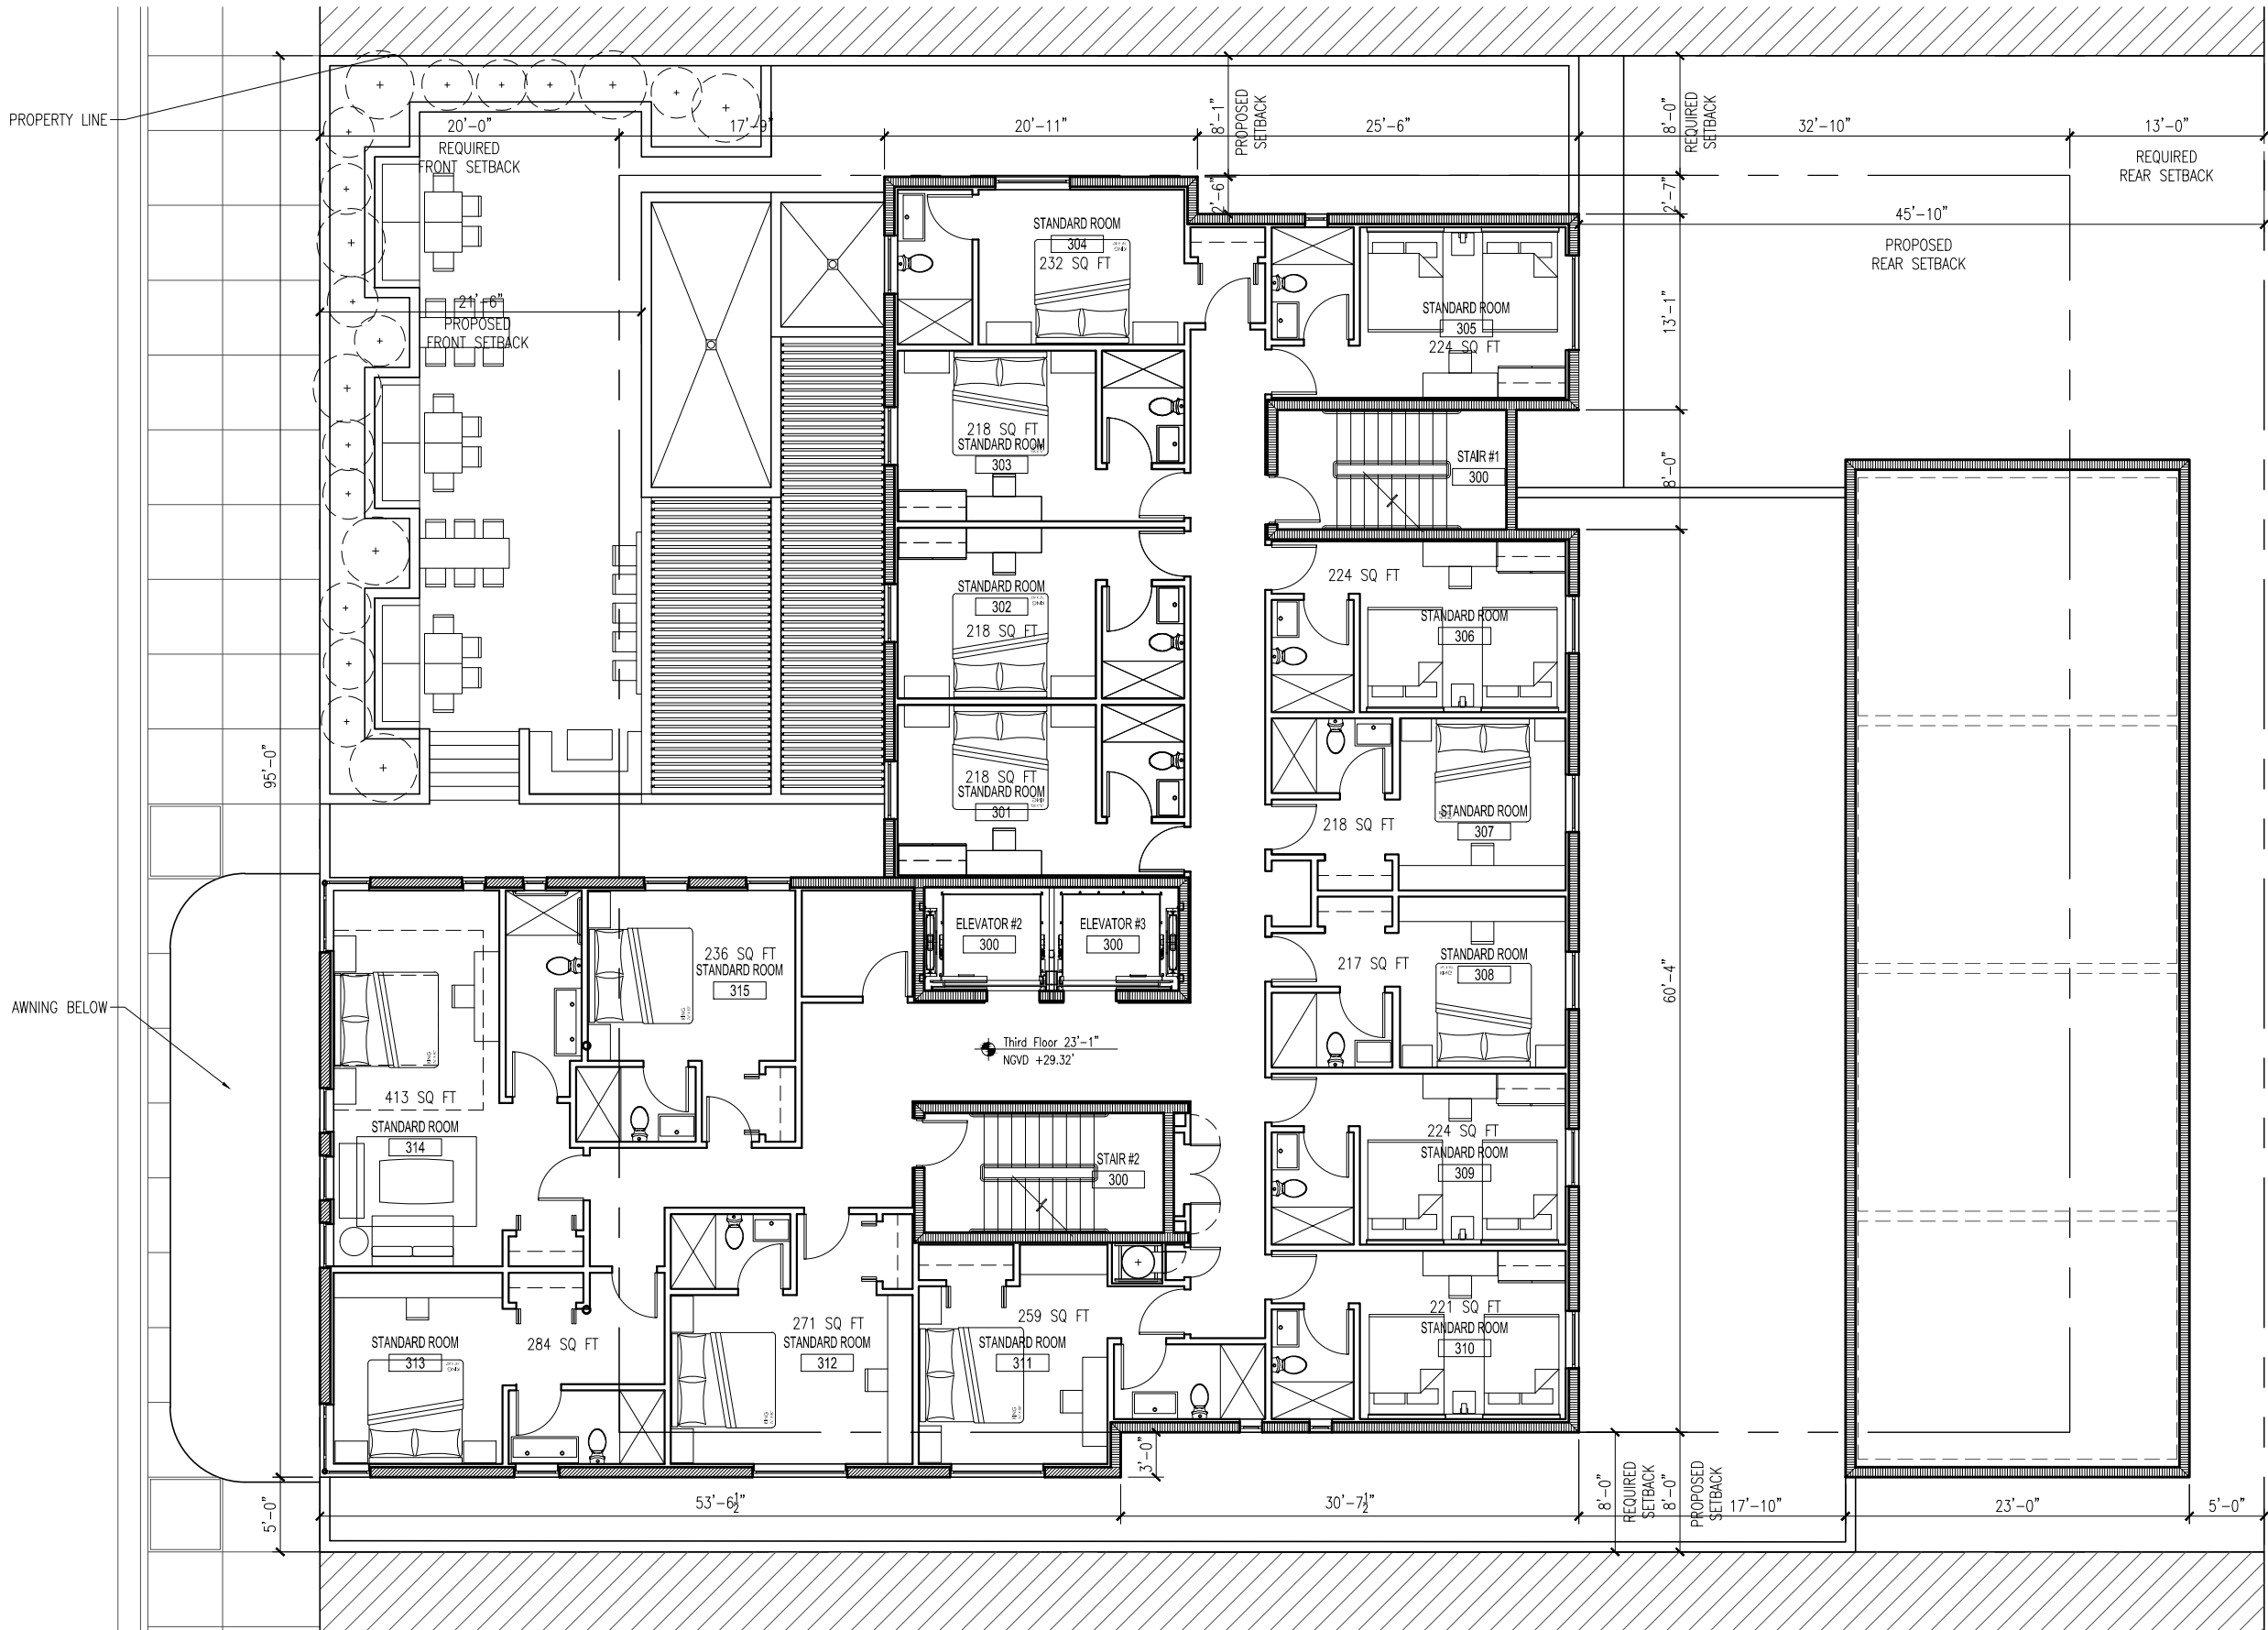 PROPERTY LINE
20'-0"
REQUIRED
FRONT SETBACK
17'-9"
20'-11"
8'-1"
PROPOSED
SETBACK
25'-6"
8'-0"
REQUIRED
SETBACK
32'-10"
13'-0"
REQUIRED
REAR SETBACK
2'-6"
2'-7"
45'-10"
PROPOSED
REAR SETBACK
21'-6"
PROPOSED
FRONT SETBACK
STANDARD ROOM
304
232 SQ FT
STANDARD ROOM
305
224 SQ FT
13'-1"
218 SQ FT
STANDARD ROOM
303
STAIR #1
300
8'-0"
STANDARD ROOM
302
218 SQ FT
224 SQ FT
STANDARD ROOM
306
95'-0"
218 SQ FT
STANDARD ROOM
301
218 SQ FT
STANDARD ROOM
307
ELEVATOR #2
300
ELEVATOR #3
300
236 SQ FT
STANDARD ROOM
315
217 SQ FT
STANDARD ROOM
308
60'-4"
AWNING BELOW
Third Floor 23'-1"
NGVD +29.32'
413 SQ FT
STANDARD ROOM
314
STAIR #2
300
224 SQ FT
STANDARD ROOM
309
STANDARD ROOM
313
284 SQ FT
271 SQ FT
STANDARD ROOM
312
259 SQ FT
STANDARD ROOM
311
221 SQ FT
STANDARD ROOM
310
3'-0"
5'-0"
53'-6½"
30'-7½"
8'-0"
REQUIRED
SETBACK
8'-0"
PROPOSED
SETBACK
17'-10"
23'-0"
5'-0"
KING
KING